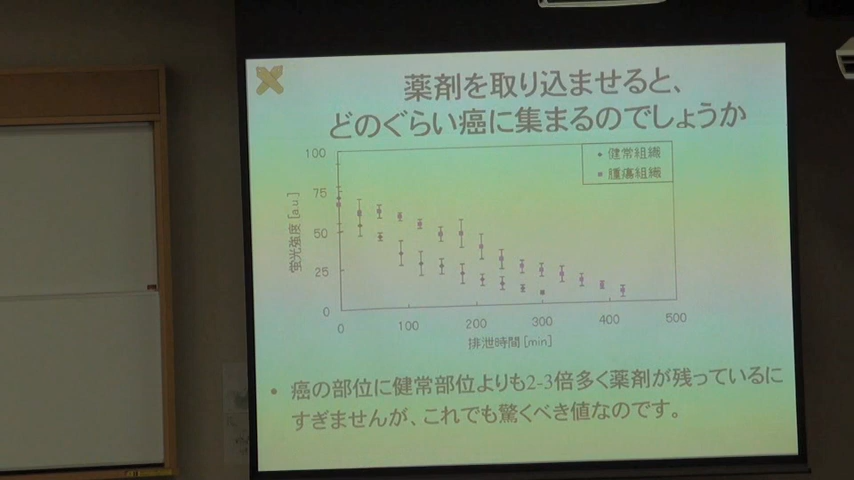 薬剤を取り込ませると、
どのぐらい癌に集まるのでしょうか
100
75
50
25
0
蛍光強度 [a.u]
健常組織
腫瘍組織
0 100 200 300 400 500
排泄時間 [min]
• 癌の部位に健常部位よりも2-3倍多く薬剤が残っているに
すぎませんが、これでも驚くべき値なのです。